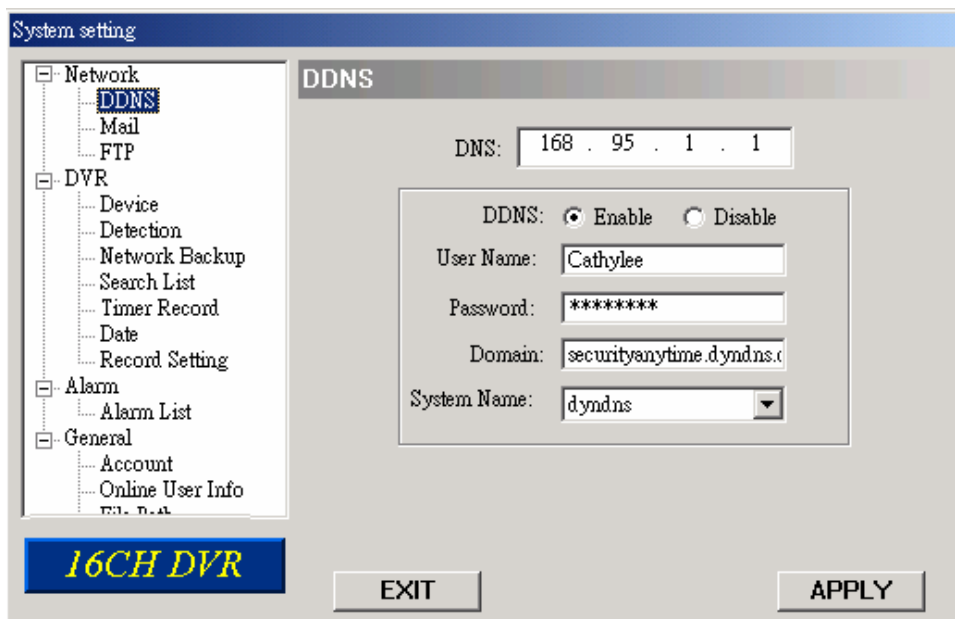 System setting
Network
DDNS
Mail
FTP
DVR
Device
Detection
Network Backup
Search List
Timer Record
Date
Record Setting
Alarm
Alarm List
General
Account
Online User Info
File Path
16CH DVR
DDNS
DNS: 168 . 95 . 1 . 1
DDNS: Enable Disable
User Name: Cathylee
Password: ********
Domain: securityanytime.dyndns.
System Name: dyndns
EXIT
APPLY